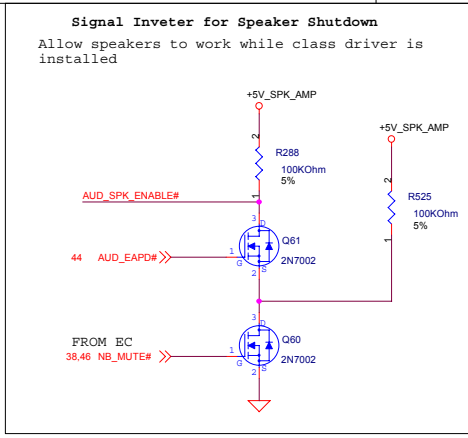 Signal Inveter for Speaker Shutdown
Allow speakers to work while class driver is
installed
+5V_SPK_AMP
+5V_SPK_AMP
2
R288
100KOhm
5%
1
2
R525
100KOhm
5%
1
AUD_SPK_ENABLE#
3
D
Q61
44 AUD_EAPD#
1
G
2N7002
S
2
3
D
FROM EC
Q60
38,46 NB_MUTE#
1
G
2N7002
S
2